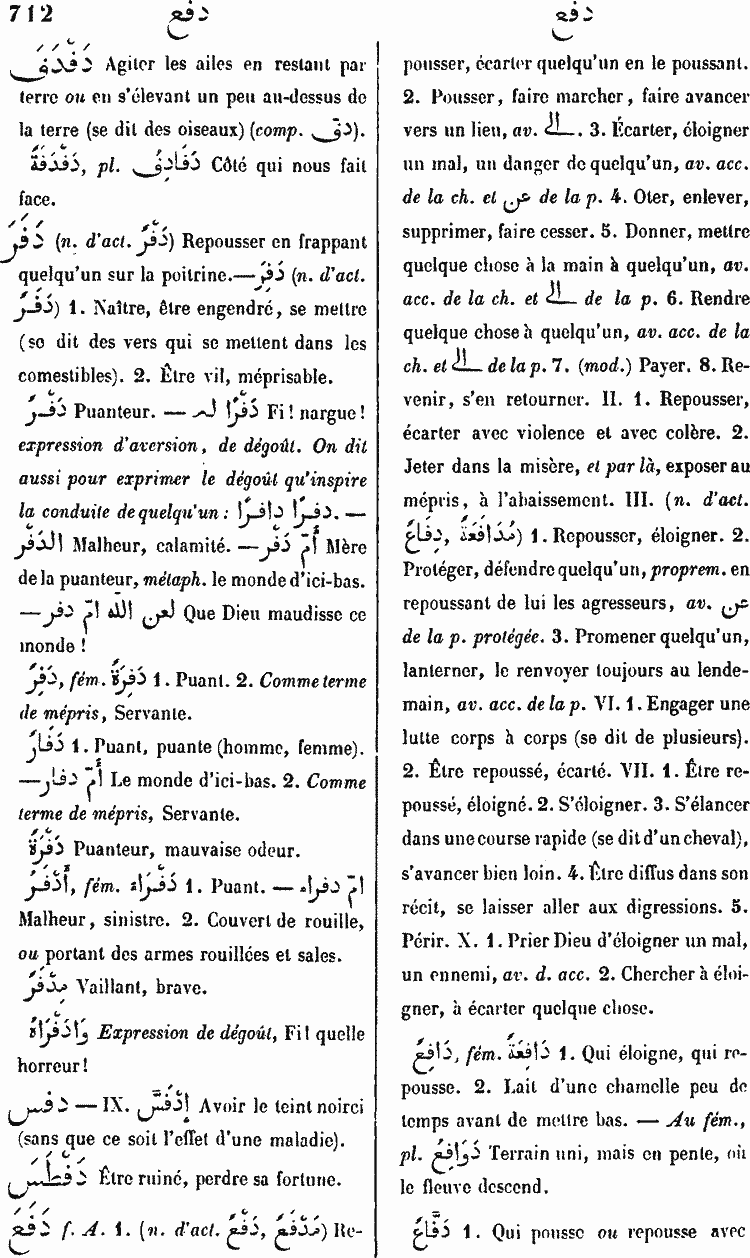 712 دفع دفع
دَفْدَفَ Agiter les ailes en restant par
terre ou en s'élevant un peu au-dessus de
la terre (se dit des oiseaux) (comp. دفّ).
دَفْدَفَةٌ, pl. دَفَادِفُ Côté qui nous fait
face.
دَفَرَ (n. d'act. دَفْرٌ) Repousser en frappant
quelqu'un sur la poitrine.—دَفِرَ (n. d'act.
دَفَرٌ) 1. Naître, être engendré, se mettre
(se dit des vers qui se mettent dans les
comestibles). 2. Être vil, méprisable.
دَفْرٌ Puanteur. — دَفْرًا له Fi! nargue!
expression d'aversion, de dégoût. On dit
aussi pour exprimer le dégoût qu'inspire
la conduite de quelqu'un: دفرًا دافرًا. —
الدَّفْر Malheur, calamité. —أُمّ دَفْر Mère
de la puanteur, métaph. le monde d'ici-bas.
—لعن الله امّ دفر Que Dieu maudisse ce
monde!
دَفِرٌ, fém. دَفِرَةٌ 1. Puant. 2. Comme terme
de mépris, Servante.
دَفَارُ 1. Puant, puante (homme, femme).
—أُمّ دفار Le monde d'ici-bas. 2. Comme
terme de mépris, Servante.
دَفَرَةٌ Puanteur, mauvaise odeur.
أَدْفَرُ, fém. دَفْرَاءُ 1. Puant. — امّ دفراء
Malheur, sinistre. 2. Couvert de rouille,
ou portant des armes rouillées et sales.
مِدْفَرٌ Vaillant, brave.
وَادَفْرَاهُ Expression de dégoût, Fi! quelle
horreur!
دفس — IX. إِدْفَسَّ Avoir le teint noirci
(sans que ce soit l'effet d'une maladie).
دَفْطَسَ Être ruiné, perdre sa fortune.
دَفَعَ f. A. 1. (n. d'act. دَفْعٌ, مَدْفَعٌ) Re-
pousser, écarter quelqu'un en le poussant.
2. Pousser, faire marcher, faire avancer
vers un lieu, av. الى. 3. Écarter, éloigner
un mal, un danger de quelqu'un, av. acc.
de la ch. et عن de la p. 4. Oter, enlever,
supprimer, faire cesser. 5. Donner, mettre
quelque chose à la main à quelqu'un, av.
acc. de la ch. et الى de la p. 6. Rendre
quelque chose à quelqu'un, av. acc. de la
ch. et الى de la p. 7. (mod.) Payer. 8. Re-
venir, s'en retourner. II. 1. Repousser,
écarter avec violence et avec colère. 2.
Jeter dans la misère, et par là, exposer au
mépris, à l'abaissement. III. (n. d'act.
مُدَافَعَةٌ, دِفَاعٌ) 1. Repousser, éloigner. 2.
Protéger, défendre quelqu'un, proprem. en
repoussant de lui les agresseurs, av. عن
de la p. protégée. 3. Promener quelqu'un,
lanterner, le renvoyer toujours au lende-
main, av. acc. de la p. VI. 1. Engager une
lutte corps à corps (se dit de plusieurs).
2. Être repoussé, écarté. VII. 1. Être re-
poussé, éloigné. 2. S'éloigner. 3. S'élancer
dans une course rapide (se dit d'un cheval),
s'avancer bien loin. 4. Être diffus dans son
récit, se laisser aller aux digressions. 5.
Périr. X. 1. Prier Dieu d'éloigner un mal,
un ennemi, av. d. acc. 2. Chercher à éloi-
gner, à écarter quelque chose.
دَافِعٌ, fém. دَافِعَةٌ 1. Qui éloigne, qui re-
pousse. 2. Lait d'une chamelle peu de
temps avant de mettre bas. — Au fém.,
pl. دَوَافِعُ Terrain uni, mais en pente, où
le fleuve descend.
دَفَّاعٌ 1. Qui pousse ou repousse avec